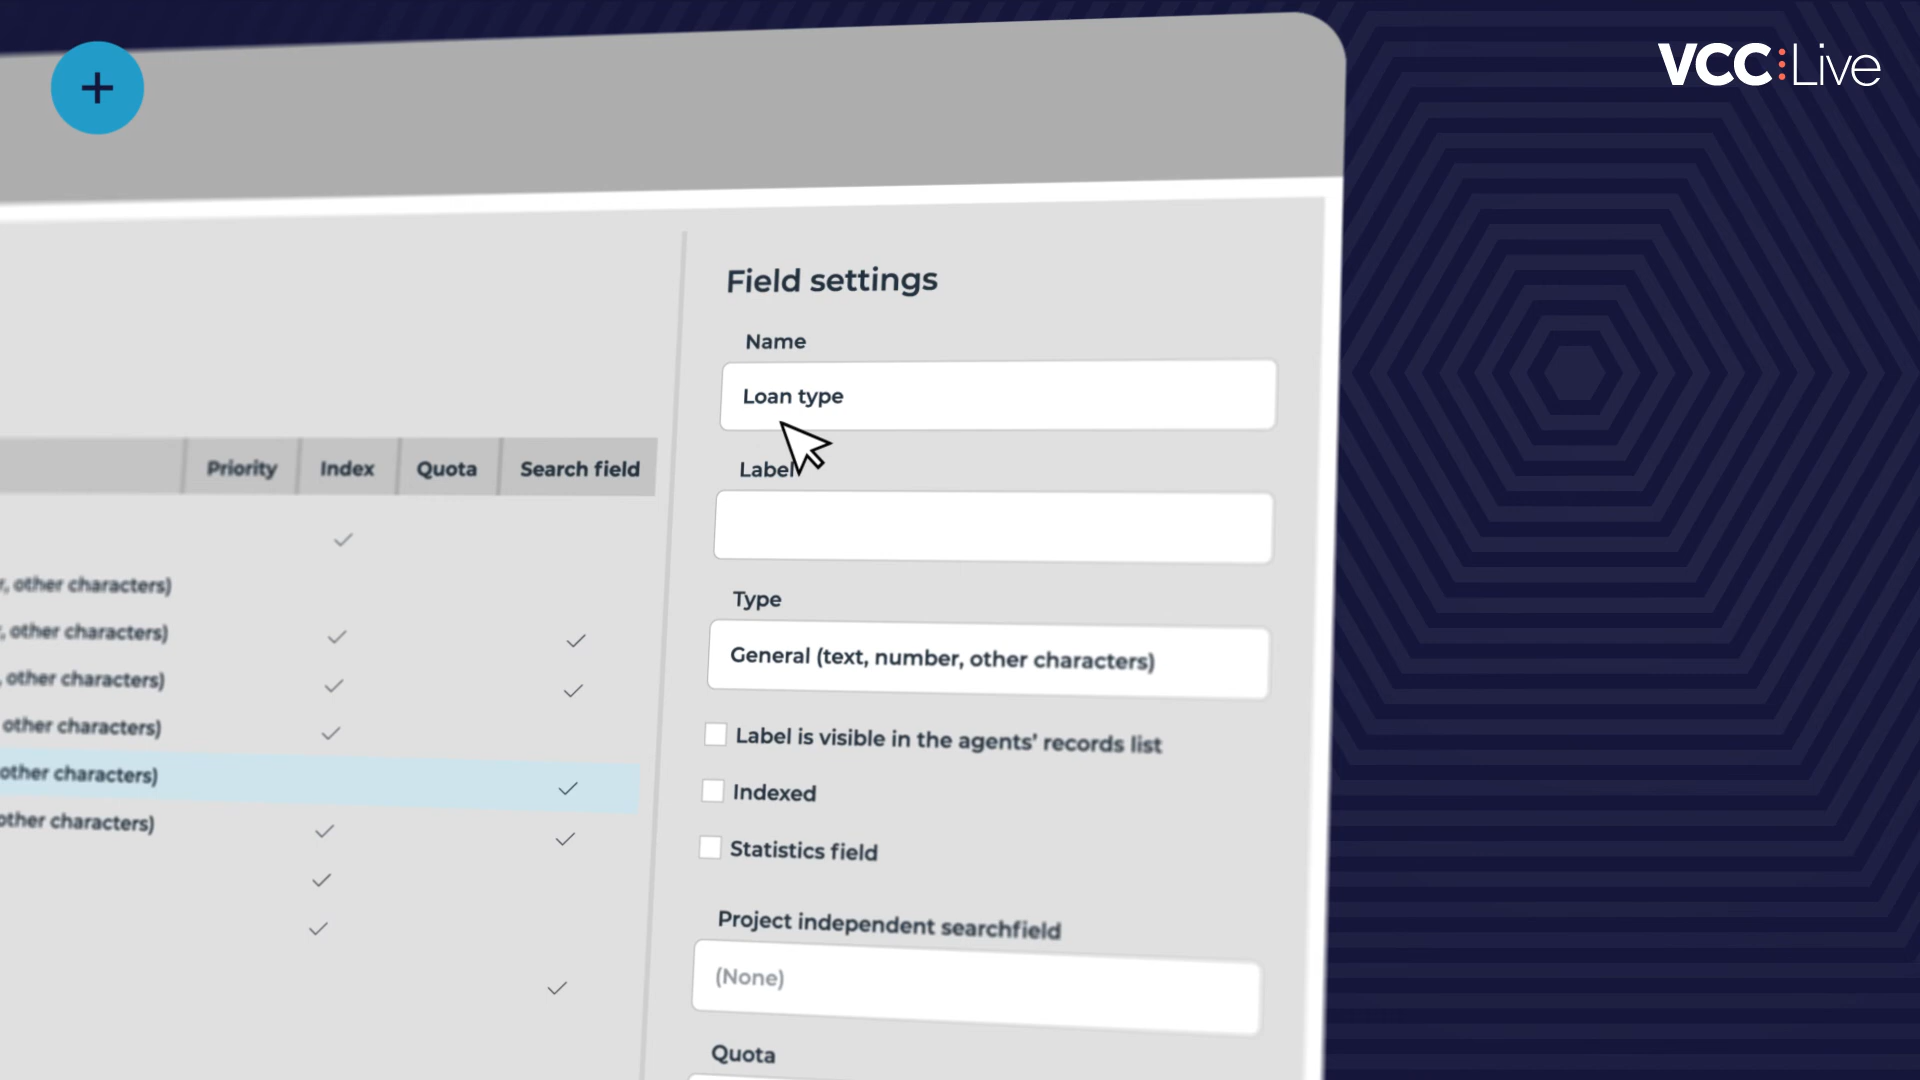 +
VCC:Live
Field settings
Name
Loan type
Label
Type
General (text, number, other characters)
Label is visible in the agents’ records list
Indexed
Statistics field
Project independent searchfield
(None)
Quota
Priority Index Quota Search field
, other characters)
, other characters)
, other characters)
other characters)
other characters)
other characters)